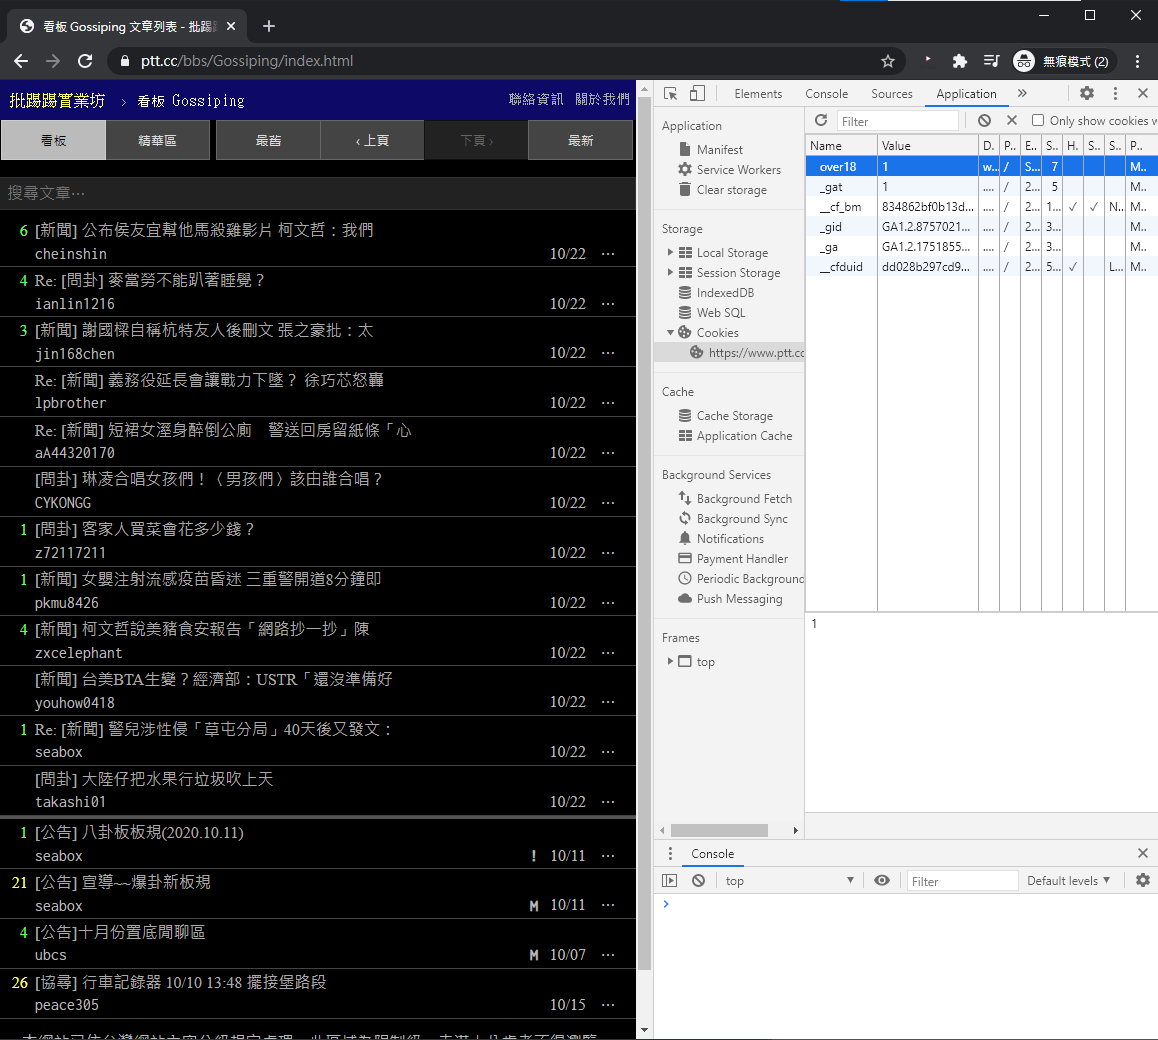 看板 Gossiping 文章列表 - 批踢
無痕模式 (2)
ptt.cc/bbs/Gossiping/index.html
批踢踢實業坊 › 看板 Gossiping 聯絡資訊 關於我們
看板 精華區 最舊 ‹ 上頁 下頁 › 最新
搜尋文章⋯
6 [新聞] 公布侯友宜幫他馬殺雞影片 柯文哲：我們
cheinshin 10/22 ⋯
4 Re: [問卦] 麥當勞不能趴著睡覺？
ianlin1216 10/22 ⋯
3 [新聞] 謝國樑自稱杭特友人後刪文 張之豪批：太
jin168chen 10/22 ⋯
Re: [新聞] 義務役延長會讓戰力下墜？ 徐巧芯怒轟
lpbrother 10/22 ⋯
Re: [新聞] 短裙女溼身醉倒公廁　警送回房留紙條「心
aA44320170 10/22 ⋯
[問卦] 琳凌合唱女孩們！〈男孩們〉該由誰合唱？
CYKONGG 10/22 ⋯
1 [問卦] 客家人買菜會花多少錢？
z72117211 10/22 ⋯
1 [新聞] 女嬰注射流感疫苗昏迷 三重警開道8分鐘即
pkmu8426 10/22 ⋯
4 [新聞] 柯文哲說美豬食安報告「網路抄一抄」陳
zxcelephant 10/22 ⋯
[新聞] 台美BTA生變？經濟部：USTR「還沒準備好
youhow0418 10/22 ⋯
1 Re: [新聞] 警兒涉性侵「草屯分局」40天後又發文：
seabox 10/22 ⋯
[問卦] 大陸仔把水果行垃圾吹上天
takashi01 10/22 ⋯
1 [公告] 八卦板板規(2020.10.11)
seabox ! 10/11 ⋯
21 [公告] 宣導~~爆卦新板規
seabox M 10/11 ⋯
4 [公告]十月份置底閒聊區
ubcs M 10/07 ⋯
26 [協尋] 行車記錄器 10/10 13:48 擺接堡路段
peace305 10/15 ⋯
Elements Console Sources Application »
Application
Manifest
Service Workers
Clear storage
Storage
Local Storage
Session Storage
IndexedDB
Web SQL
Cookies
https://www.ptt.cc
Cache
Cache Storage
Application Cache
Background Services
Background Fetch
Background Sync
Notifications
Payment Handler
Periodic Background
Push Messaging
Frames
top
Filter Only show cookies w
Name Value D. P.. E.. S.. H. S.. S.. P..
over18 1 w... / S... 7 M...
_gat 1 .... / 2... 5 M...
__cf_bm 834862bf0b13d... .... / 2... 1... ✓ ✓ N.. M...
_gid GA1.2.8757021... .... / 2... 3... M...
_ga GA1.2.1751855... .... / 2... 3... M...
__cfduid dd028b297cd9... .... / 2... 5... ✓ L... M...
1
Console
top Filter Default levels